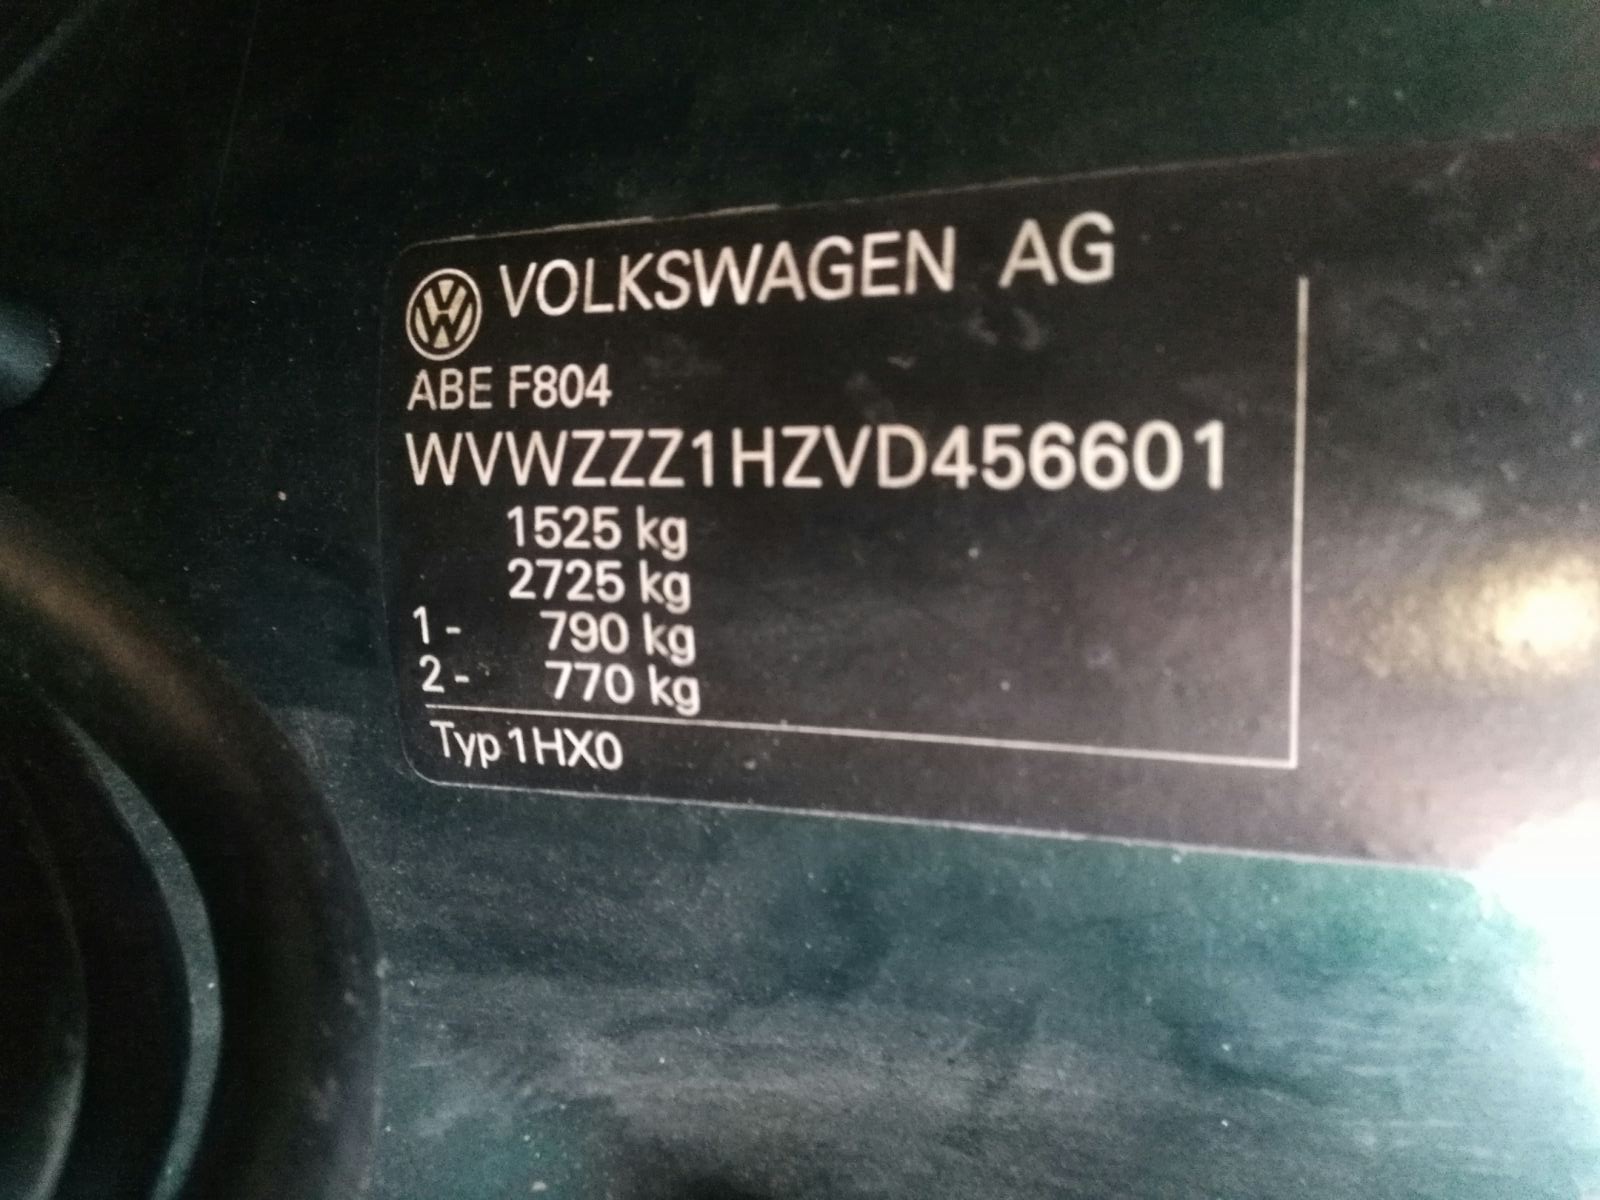 VOLKSWAGEN AG
ABE F804
WVWZZZ1HZVD456601
1525 kg
2725 kg
1- 790 kg
2- 770 kg
Typ 1HX0